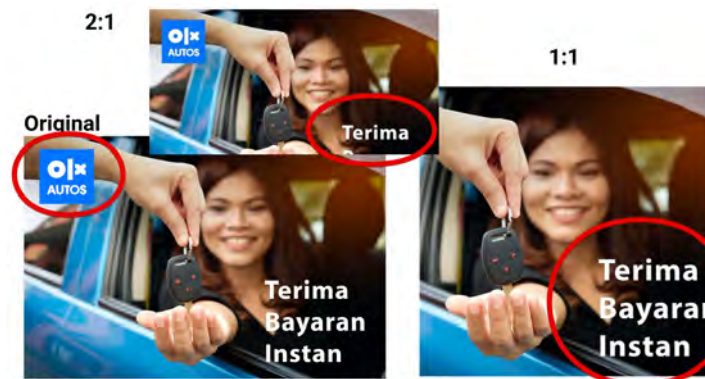 2:1
OLX
AUTOS
Terima
1:1
Original
OLX
AUTOS
Terima
Bayaran
Instan
Terima
Bayaran
Instan